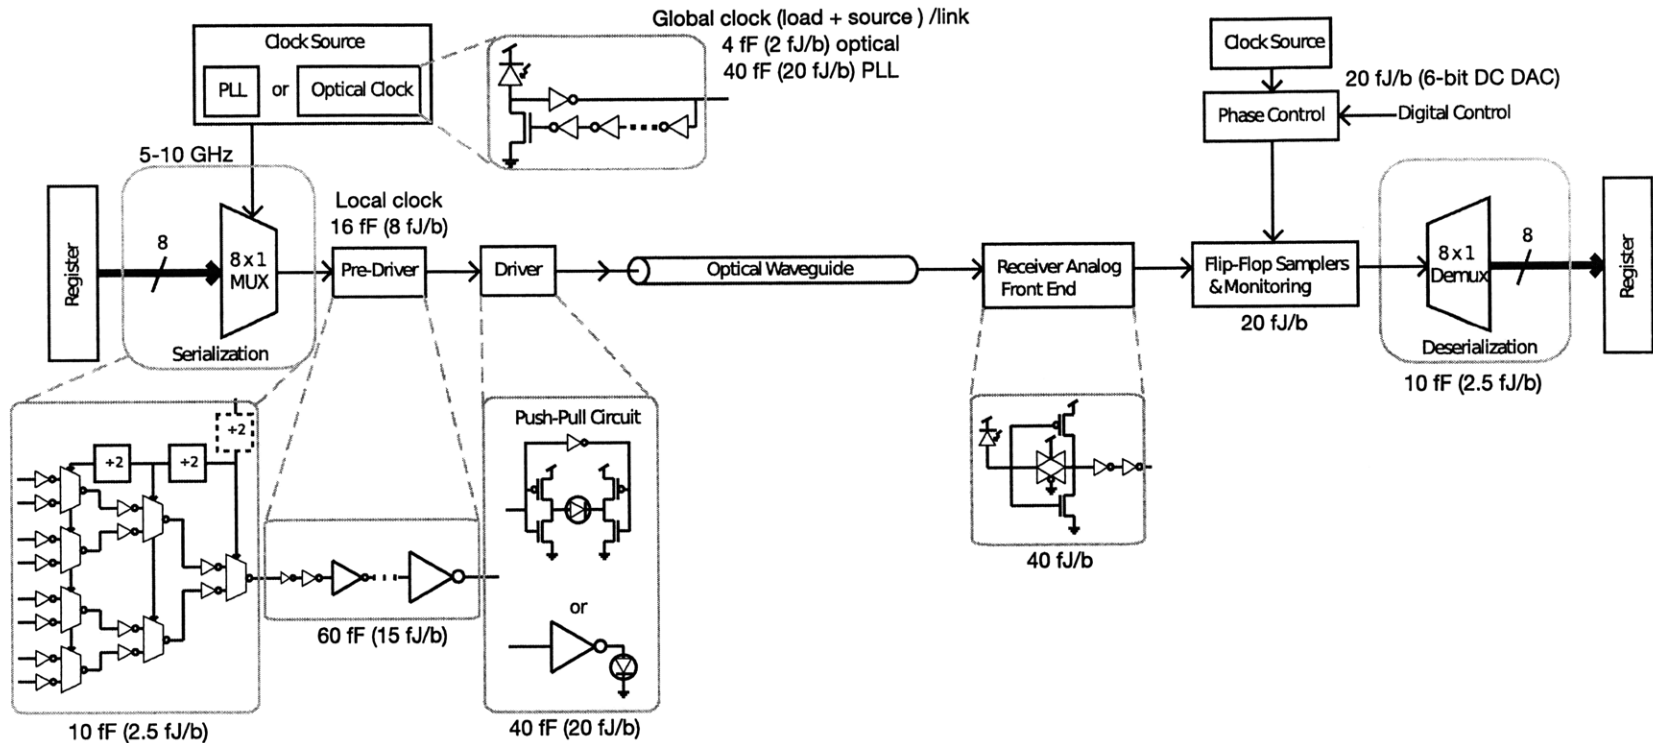 Global clock (load + source ) /link
4 fF (2 fJ/b) optical
40 fF (20 fJ/b) PLL
Clock Source
PLL or Optical Clock
5-10 GHz
Register
8
8 x 1
MUX
Serialization
Local clock
16 fF (8 fJ/b)
Pre-Driver
Driver
Optical Waveguide
Receiver Analog
Front End
Clock Source
20 fJ/b (6-bit DC DAC)
Phase Control
Digital Control
Flip-Flop Samplers
& Monitoring
20 fJ/b
8 x 1
Demux
8
Deserialization
10 fF (2.5 fJ/b)
Register
÷2
÷2
÷2
10 fF (2.5 fJ/b)
60 fF (15 fJ/b)
Push-Pull Circuit
or
40 fF (20 fJ/b)
40 fJ/b